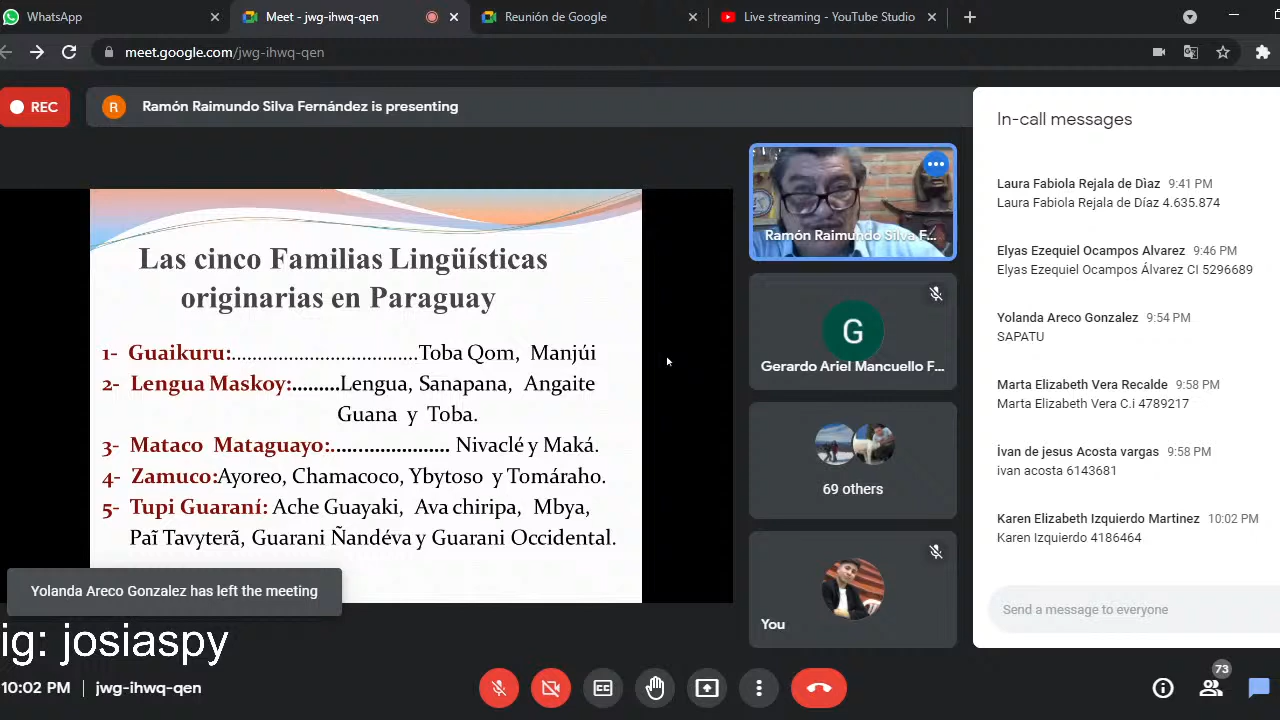 WhatsApp
Meet - jwg-ihwq-qen
Reunión de Google
Live streaming - YouTube Studio
meet.google.com/jwg-ihwq-qen
REC
R
Ramón Raimundo Silva Fernández is presenting
Las cinco Familias Lingüísticas
originarias en Paraguay
1- Guaikuru:....................................Toba Qom, Manjúi
2- Lengua Maskoy:.........Lengua, Sanapana, Angaite
Guana y Toba.
3- Mataco Mataguayo:....................... Nivaclé y Maká.
4- Zamuco:Ayoreo, Chamacoco, Ybytoso y Tomáraho.
5- Tupi Guaraní: Ache Guayaki, Ava chiripa, Mbya,
Paĩ Tavyterã, Guarani Ñandéva y Guarani Occidental.
Yolanda Areco Gonzalez has left the meeting
ig: josiaspy
10:02 PM | jwg-ihwq-qen
Ramón Raimundo Silva F...
G
Gerardo Ariel Mancuello F...
69 others
You
In-call messages
Laura Fabiola Rejala de Dìaz 9:41 PM
Laura Fabiola Rejala de Díaz 4.635.874
Elyas Ezequiel Ocampos Alvarez 9:46 PM
Elyas Ezequiel Ocampos Álvarez CI 5296689
Yolanda Areco Gonzalez 9:54 PM
SAPATU
Marta Elizabeth Vera Recalde 9:58 PM
Marta Elizabeth Vera C.i 4789217
İvan de jesus Acosta vargas 9:58 PM
ivan acosta 6143681
Karen Elizabeth Izquierdo Martinez 10:02 PM
Karen Izquierdo 4186464
Send a message to everyone
CC
73